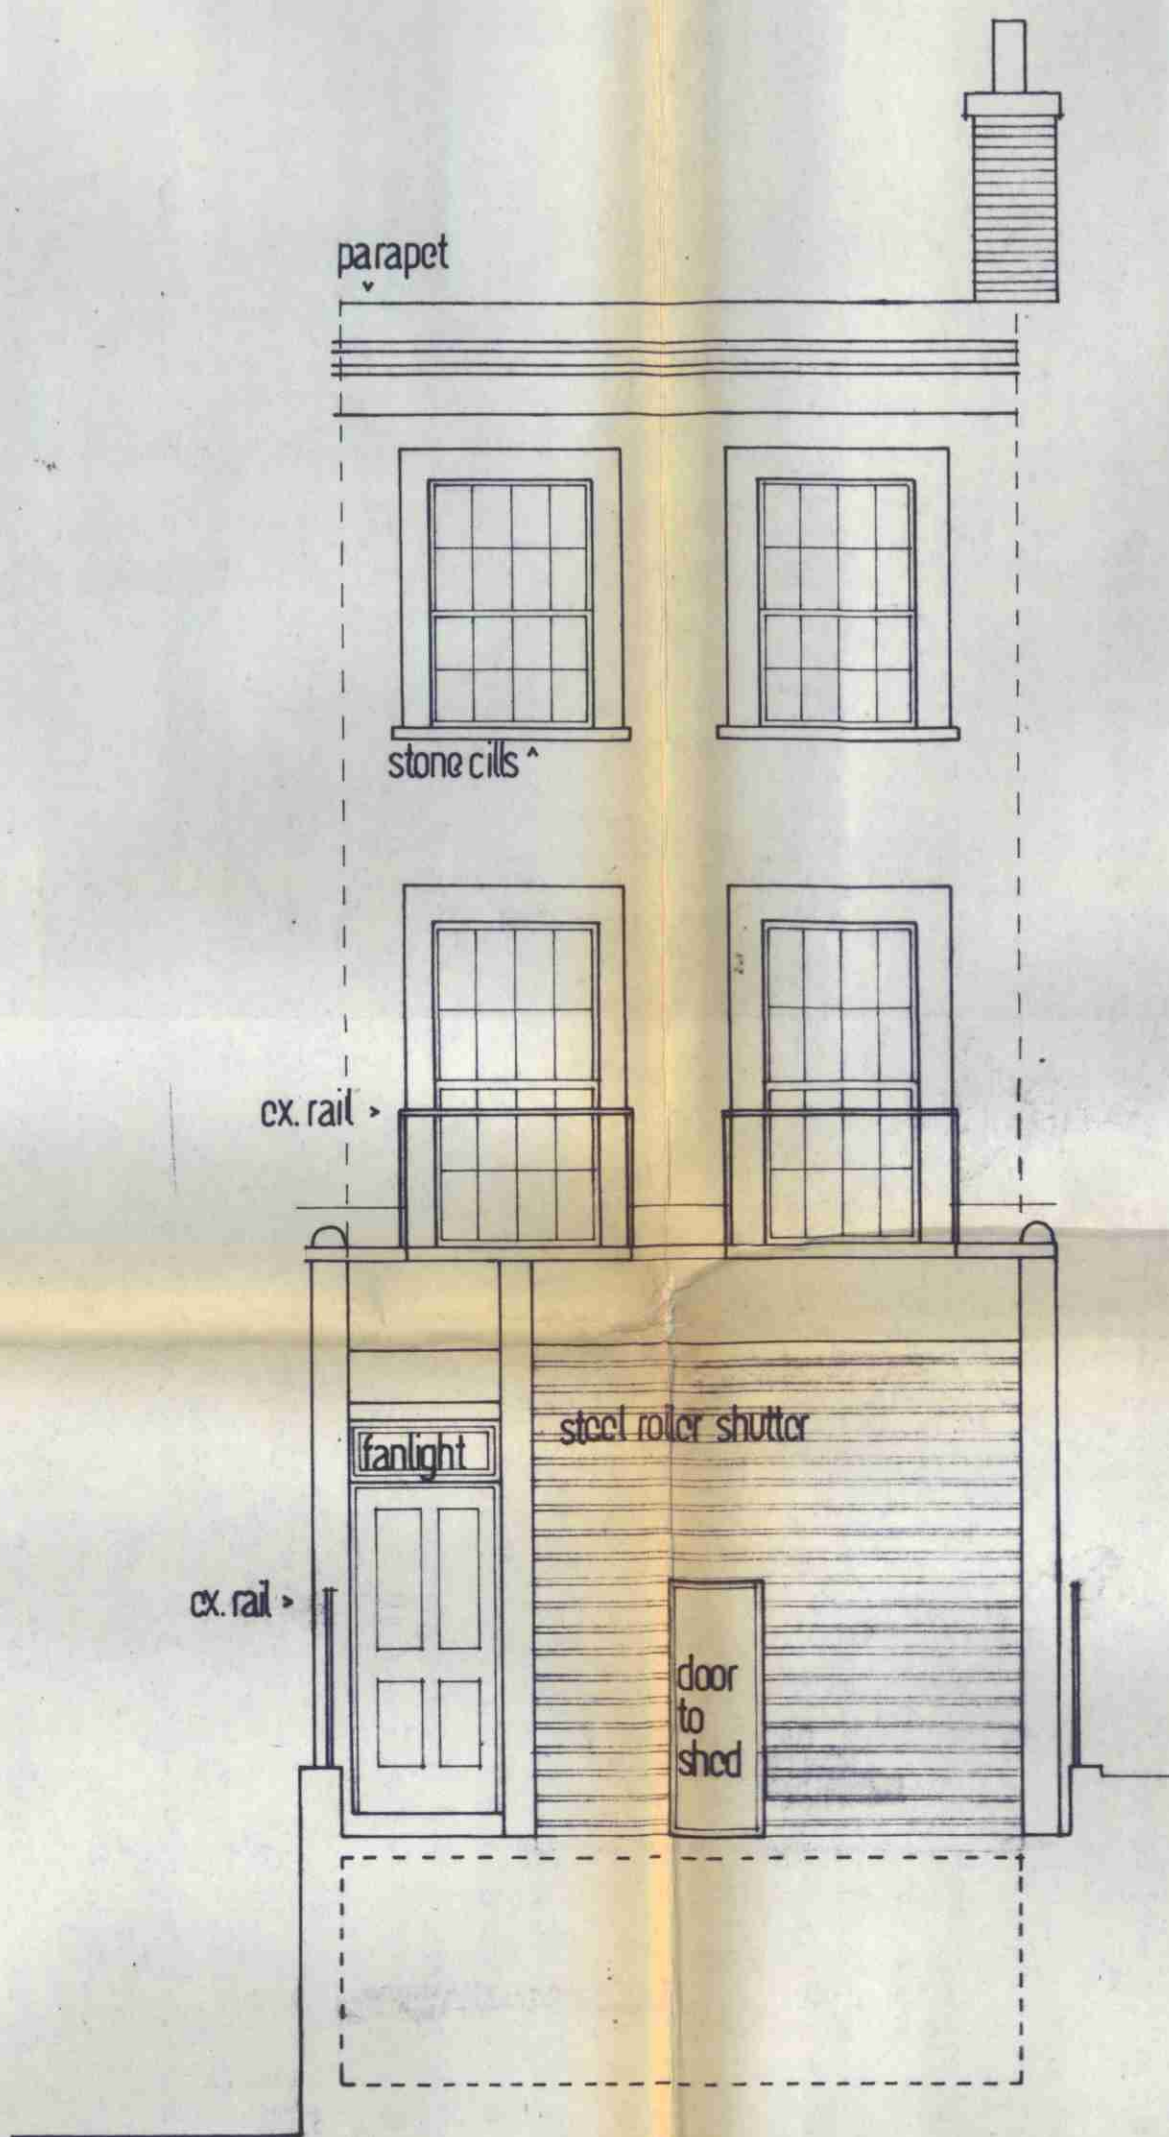 parapet
stone cills
ex. rail
steel roller shutter
fanlight
ex. rail
door
to
shed